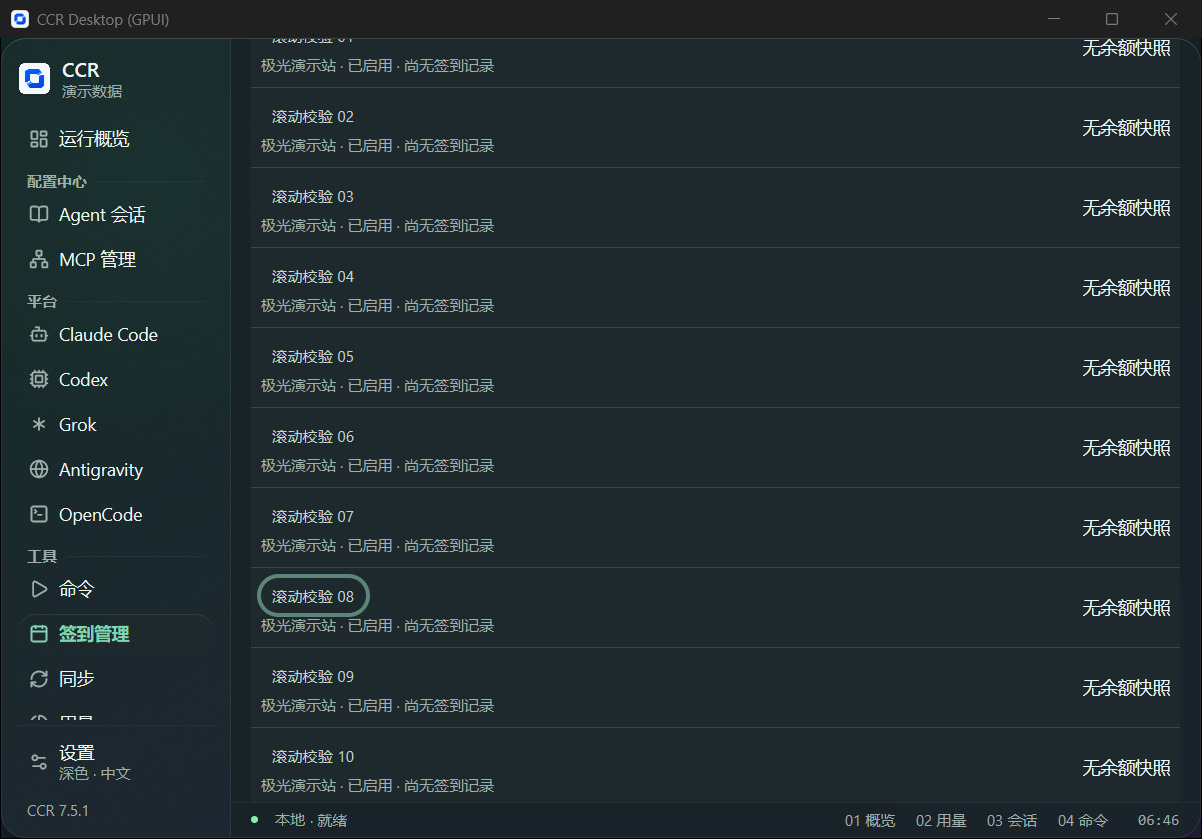 CCR Desktop (GPUI)
CCR
演示数据
运行概览
配置中心
Agent 会话
MCP 管理
平台
Claude Code
Codex
Grok
Antigravity
OpenCode
工具
命令
签到管理
同步
设置
深色 · 中文
CCR 7.5.1
滚动校验 01
无余额快照
极光演示站 · 已启用 · 尚无签到记录
滚动校验 02
无余额快照
极光演示站 · 已启用 · 尚无签到记录
滚动校验 03
无余额快照
极光演示站 · 已启用 · 尚无签到记录
滚动校验 04
无余额快照
极光演示站 · 已启用 · 尚无签到记录
滚动校验 05
无余额快照
极光演示站 · 已启用 · 尚无签到记录
滚动校验 06
无余额快照
极光演示站 · 已启用 · 尚无签到记录
滚动校验 07
无余额快照
极光演示站 · 已启用 · 尚无签到记录
滚动校验 08
无余额快照
极光演示站 · 已启用 · 尚无签到记录
滚动校验 09
无余额快照
极光演示站 · 已启用 · 尚无签到记录
滚动校验 10
无余额快照
极光演示站 · 已启用 · 尚无签到记录
本地 · 就绪
01 概览 02 用量 03 会话 04 命令 06:46